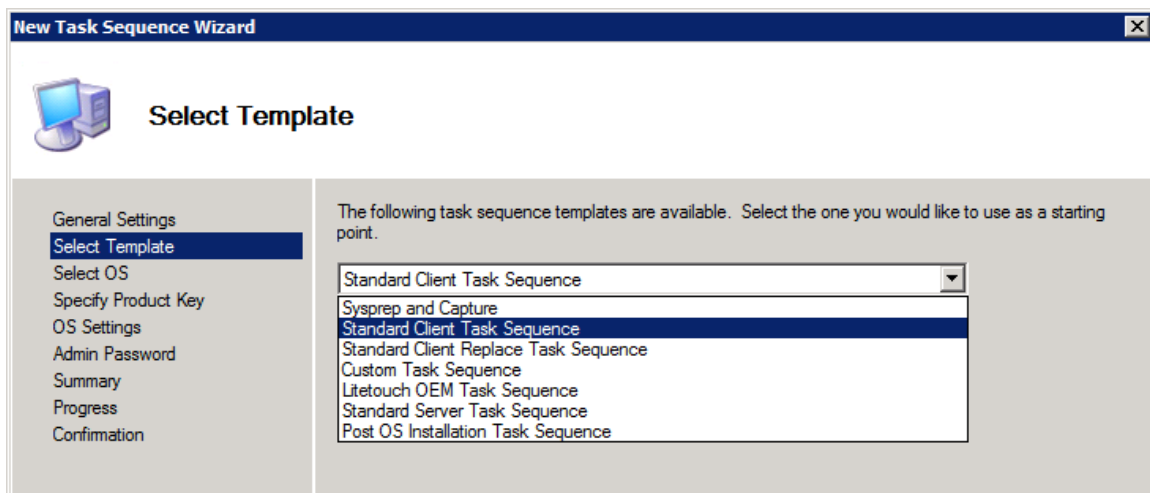 New Task Sequence Wizard
Select Template
General Settings
Select Template
Select OS
Specify Product Key
OS Settings
Admin Password
Summary
Progress
Confirmation
The following task sequence templates are available.  Select the one you would like to use as a starting
point.
Standard Client Task Sequence
Sysprep and Capture
Standard Client Task Sequence
Standard Client Replace Task Sequence
Custom Task Sequence
Litetouch OEM Task Sequence
Standard Server Task Sequence
Post OS Installation Task Sequence